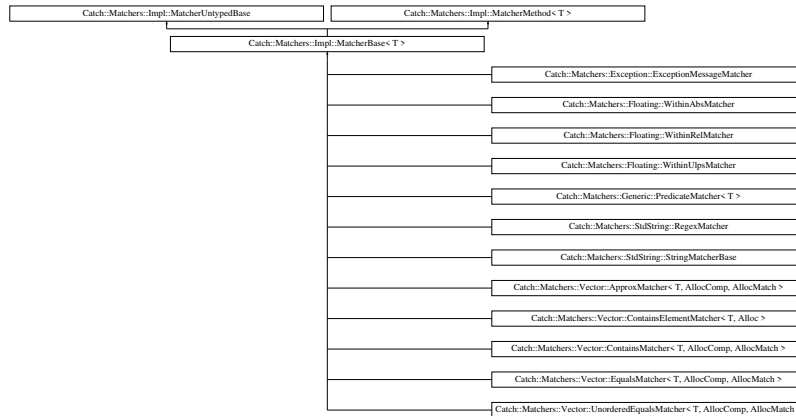 Catch::Matchers::Impl::MatcherUntypedBase
Catch::Matchers::Impl::MatcherMethod< T >
Catch::Matchers::Impl::MatcherBase< T >
Catch::Matchers::Exception::ExceptionMessageMatcher
Catch::Matchers::Floating::WithinAbsMatcher
Catch::Matchers::Floating::WithinRelMatcher
Catch::Matchers::Floating::WithinUlpsMatcher
Catch::Matchers::Generic::PredicateMatcher< T >
Catch::Matchers::StdString::RegexMatcher
Catch::Matchers::StdString::StringMatcherBase
Catch::Matchers::Vector::ApproxMatcher< T, AllocComp, AllocMatch >
Catch::Matchers::Vector::ContainsElementMatcher< T, Alloc >
Catch::Matchers::Vector::ContainsMatcher< T, AllocComp, AllocMatch >
Catch::Matchers::Vector::EqualsMatcher< T, AllocComp, AllocMatch >
Catch::Matchers::Vector::UnorderedEqualsMatcher< T, AllocComp, AllocMatch